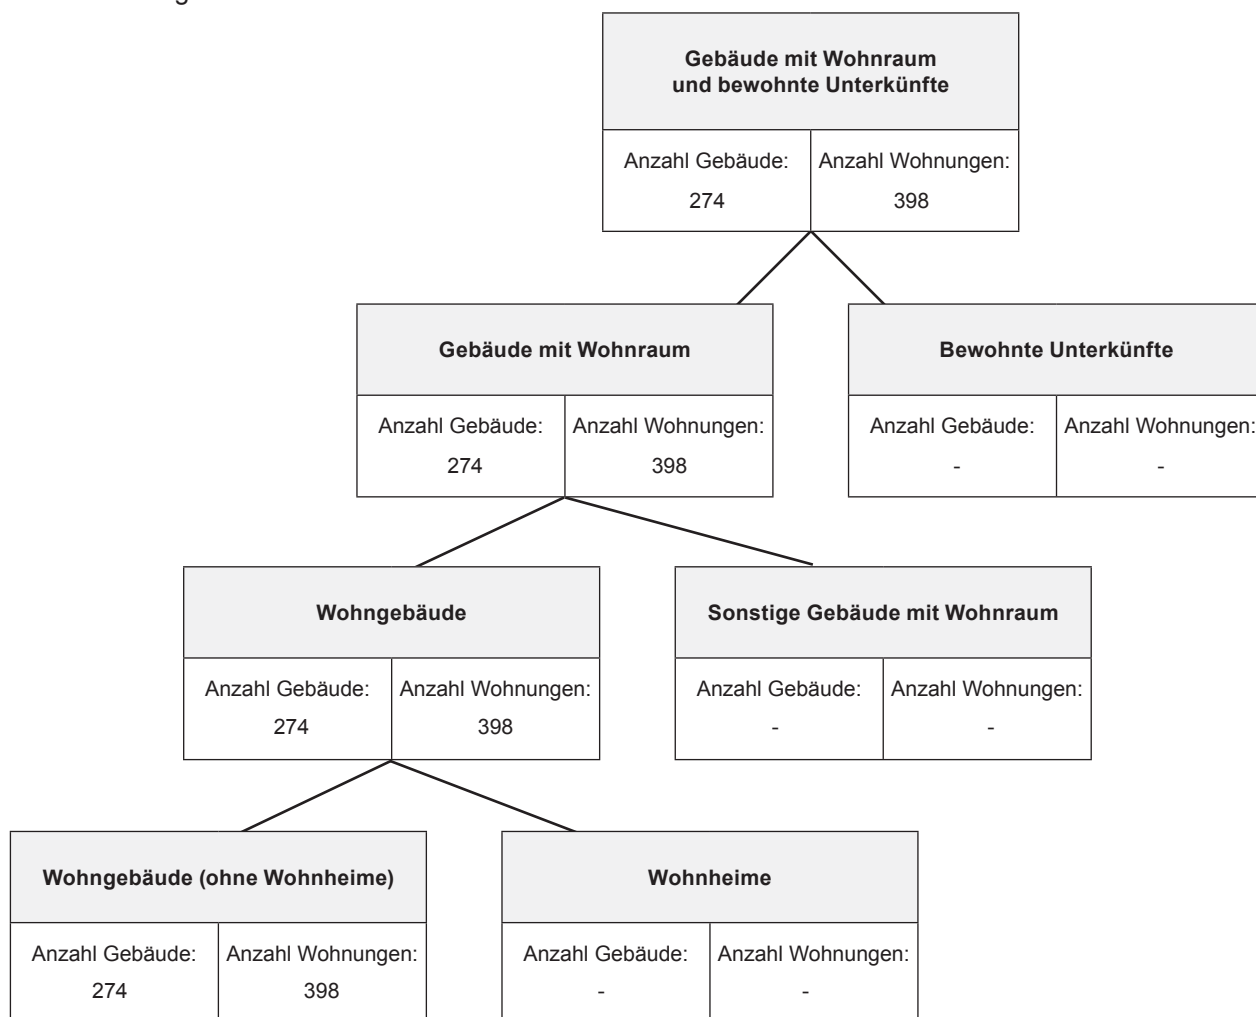 Gebäude mit Wohnraum
und bewohnte Unterkünfte
Anzahl Gebäude: Anzahl Wohnungen:
274 398
Gebäude mit Wohnraum
Bewohnte Unterkünfte
Anzahl Gebäude: Anzahl Wohnungen:
274 398
Anzahl Gebäude: Anzahl Wohnungen:
- -
Wohngebäude
Sonstige Gebäude mit Wohnraum
Anzahl Gebäude: Anzahl Wohnungen:
274 398
Anzahl Gebäude: Anzahl Wohnungen:
- -
Wohngebäude (ohne Wohnheime)
Wohnheime
Anzahl Gebäude: Anzahl Wohnungen:
274 398
Anzahl Gebäude: Anzahl Wohnungen:
- -